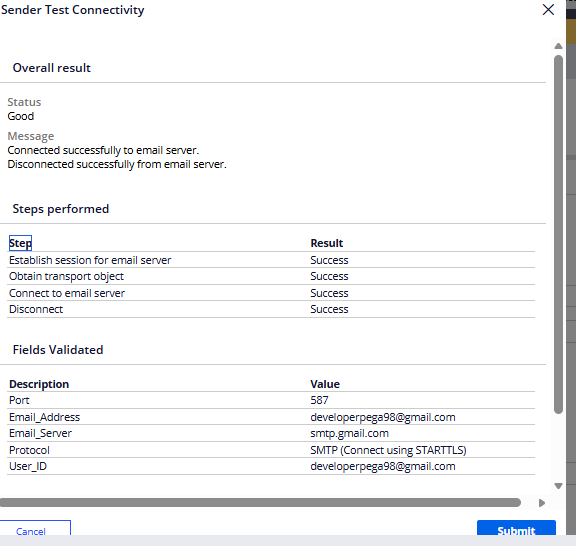 Sender Test Connectivity
Overall result
Status
Good
Message
Connected successfully to email server.
Disconnected successfully from email server.
Steps performed
Step Result
Establish session for email server Success
Obtain transport object Success
Connect to email server Success
Disconnect Success
Fields Validated
Description Value
Port 587
Email_Address developerpega98@gmail.com
Email_Server smtp.gmail.com
Protocol SMTP (Connect using STARTTLS)
User_ID developerpega98@gmail.com
Cancel Submit